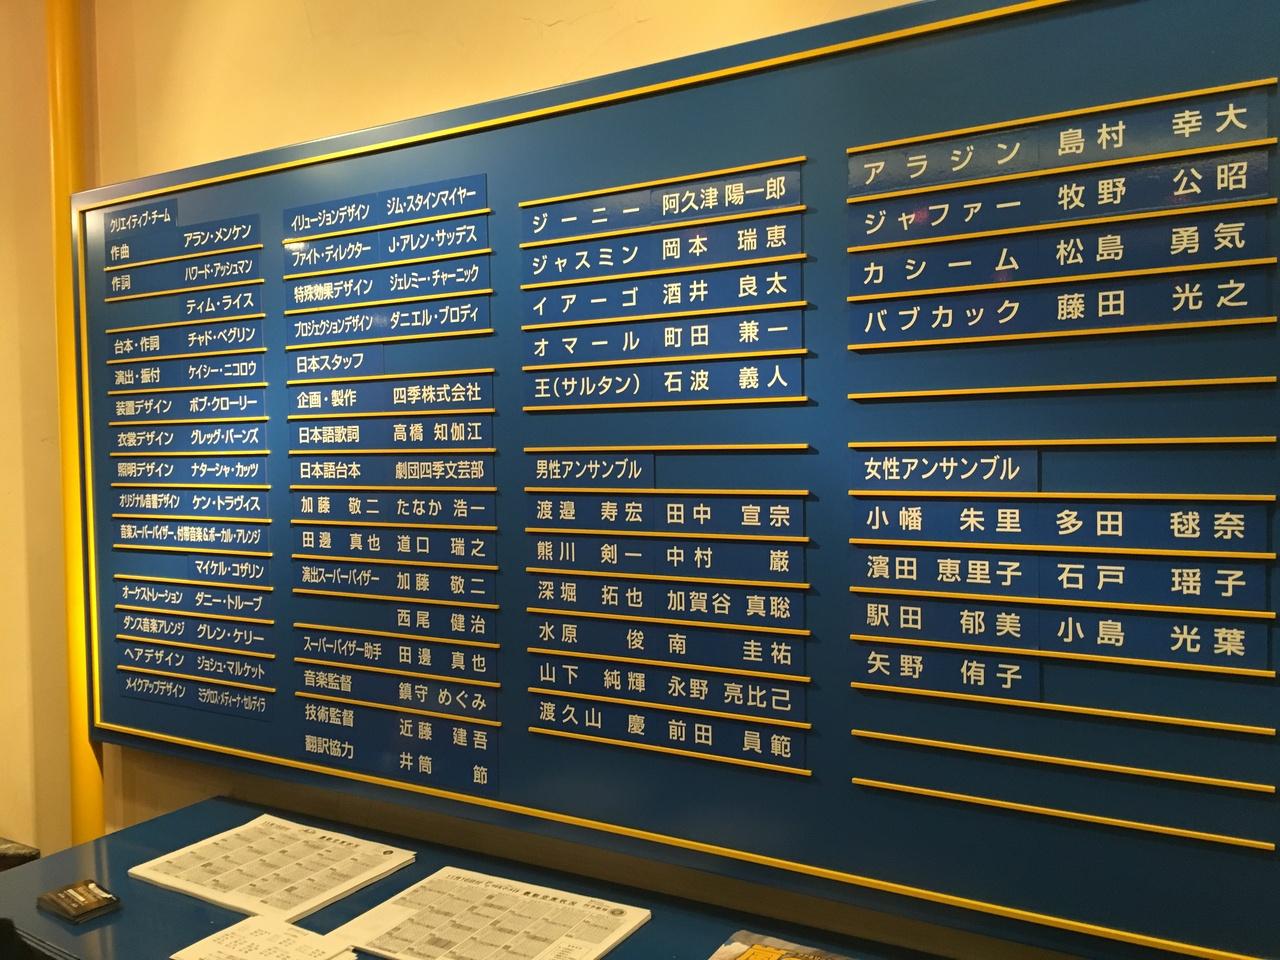 クリエイティブ・チーム
作曲 アラン・メンケン
作詞 ハワード・アッシュマン
ティム・ライス
台本・作詞 チャド・ベグリン
演出・振付 ケイシー・ニコロウ
装置デザイン ボブ・クローリー
衣裳デザイン グレッグ・バーンズ
照明デザイン ナターシャ・カッツ
オリジナル音響デザイン ケン・トラヴィス
音楽スーパーバイザー、付帯音楽&ボーカル・アレンジ
マイケル・コザリン
オーケストレーション ダニー・トループ
ダンス音楽アレンジ グレン・ケリー
ヘアデザイン ジョシュ・マルケット
メイクアップデザイン ミラグロス・メディーナ・セルデイラ
イリュージョンデザイン ジム・スタインマイヤー
ファイト・ディレクター J・アレン・サッデス
特殊効果デザイン ジェレミー・チャーニック
プロジェクションデザイン ダニエル・ブロディ
日本スタッフ
企画・製作 四季株式会社
日本語歌詞 高橋 知伽江
日本語台本 劇団四季文芸部
加藤 敬二 たなか 浩一
田邊 真也 道口 瑞之
演出スーパーバイザー 加藤 敬二
西尾 健治
スーパーバイザー助手 田邊 真也
音楽監督 鎮守 めぐみ
技術監督 近藤 建吾
翻訳協力 井筒 節
ジーニー 阿久津 陽一郎
ジャスミン 岡本 瑞恵
イアーゴ 酒井 良太
オマール 町田 兼一
王(サルタン) 石波 義人
男性アンサンブル
渡邉 寿宏 田中 宣宗
熊川 剣一 中村 巌
深堀 拓也 加賀谷 真聡
水原 俊 南 圭祐
山下 純輝 永野 亮比己
渡久山 慶 前田 員範
アラジン 島村 幸大
ジャファー 牧野 公昭
カシーム 松島 勇気
バブカック 藤田 光之
女性アンサンブル
小幡 朱里 多田 毬奈
濱田 恵里子 石戸 瑶子
駅田 郁美 小島 光葉
矢野 侑子